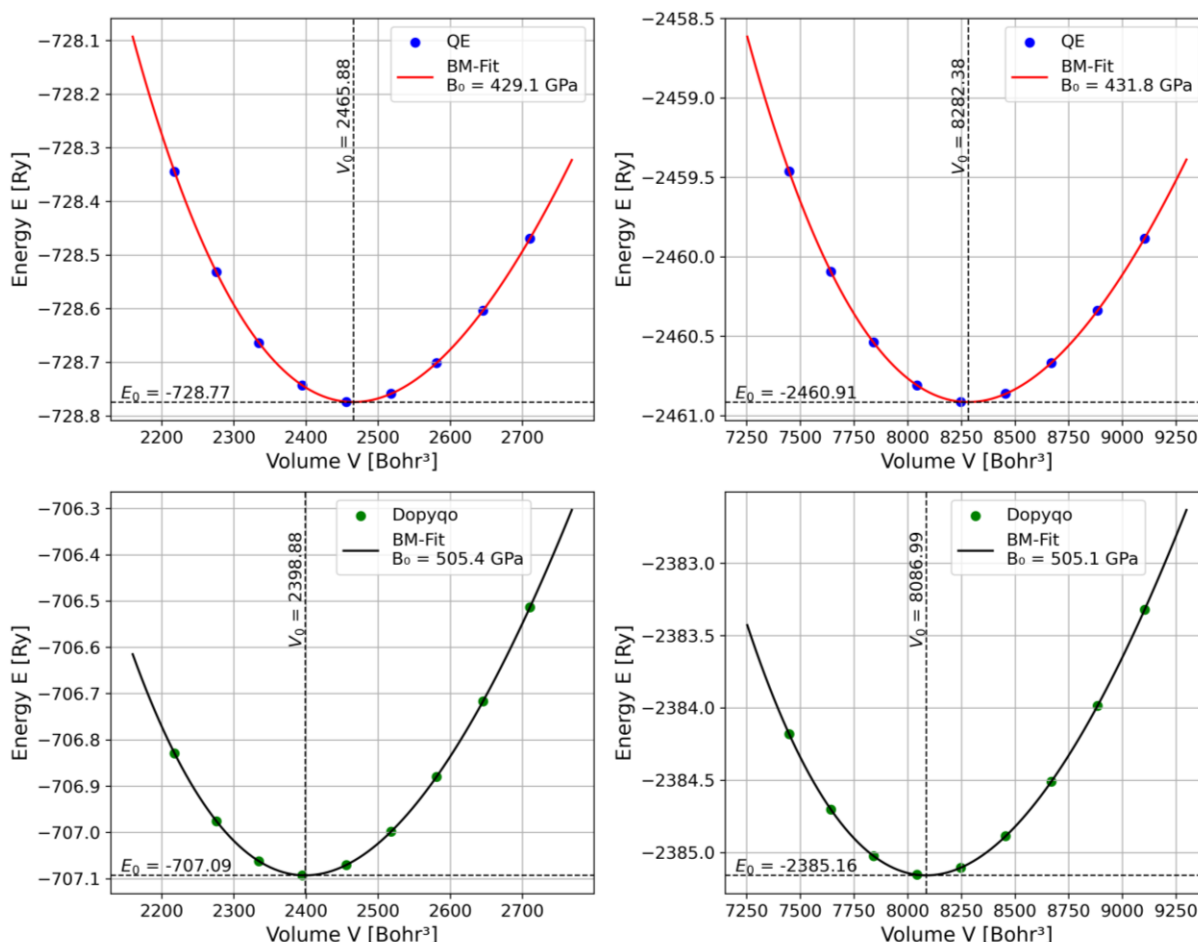 −728.1
−728.2
−728.3
−728.4
−728.5
−728.6
−728.7
−728.8
Energy E [Ry]
QE
BM-Fit
B₀ = 429.1 GPa
V₀ = 2465.88
E₀ = -728.77
2200 2300 2400 2500 2600 2700
Volume V [Bohr³]
−2458.5
−2459.0
−2459.5
−2460.0
−2460.5
−2461.0
Energy E [Ry]
QE
BM-Fit
B₀ = 431.8 GPa
V₀ = 8282.38
E₀ = -2460.91
7250 7500 7750 8000 8250 8500 8750 9000 9250
Volume V [Bohr³]
−706.3
−706.4
−706.5
−706.6
−706.7
−706.8
−706.9
−707.0
−707.1
Energy E [Ry]
Dopyqo
BM-Fit
B₀ = 505.4 GPa
V₀ = 2398.88
E₀ = -707.09
2200 2300 2400 2500 2600 2700
Volume V [Bohr³]
−2383.0
−2383.5
−2384.0
−2384.5
−2385.0
Energy E [Ry]
Dopyqo
BM-Fit
B₀ = 505.1 GPa
V₀ = 8086.99
E₀ = -2385.16
7250 7500 7750 8000 8250 8500 8750 9000 9250
Volume V [Bohr³]